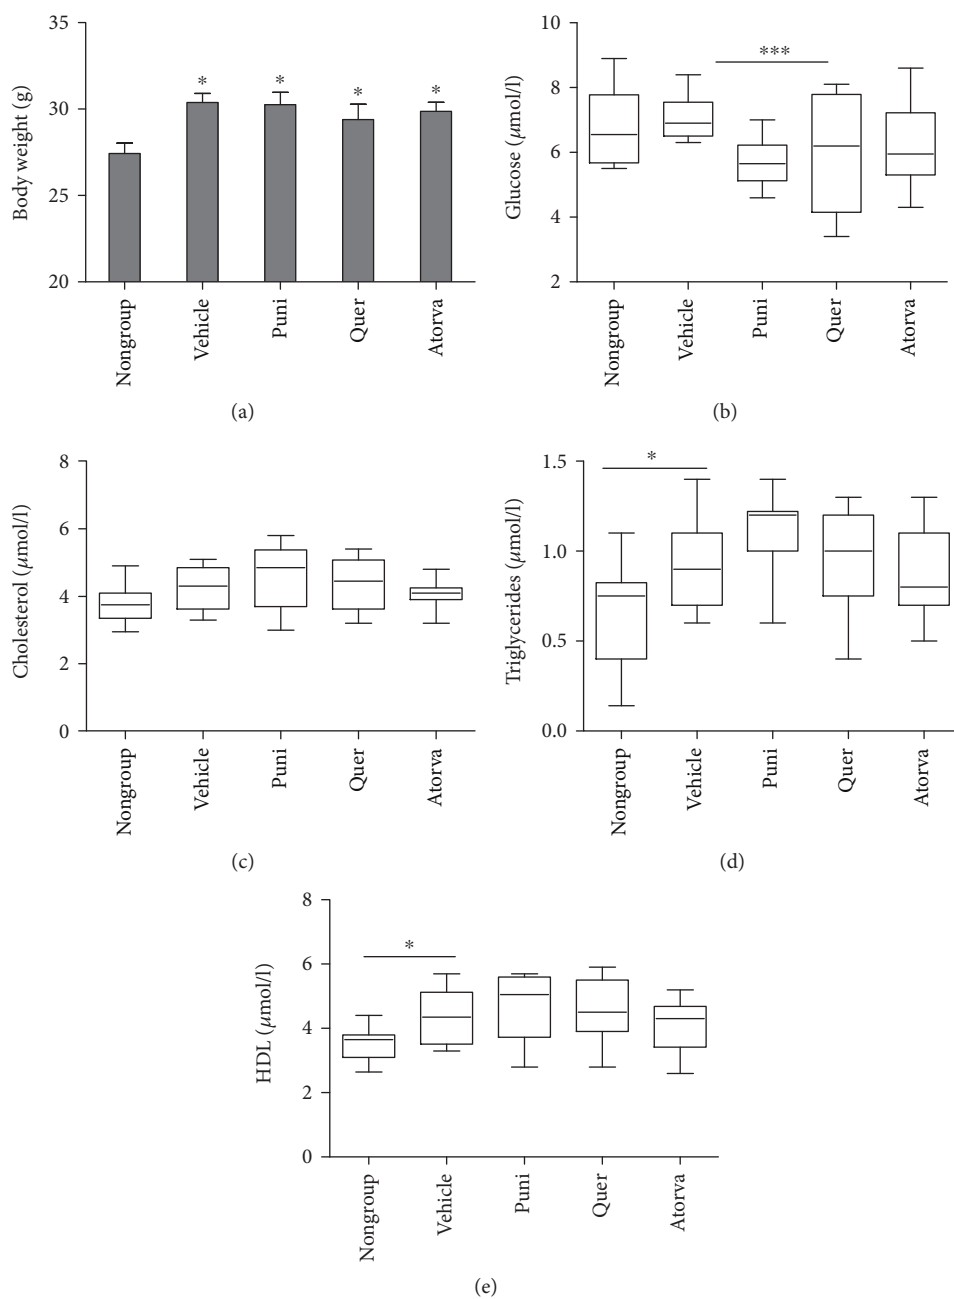 35
30
25
20
Body weight (g)
*
*
*
*
Nongroup
Vehicle
Puni
Quer
Atorva
(a)
10
8
6
4
2
Glucose (μmol/l)
***
Nongroup
Vehicle
Puni
Quer
Atorva
(b)
8
6
4
2
0
Cholesterol (μmol/l)
Nongroup
Vehicle
Puni
Quer
Atorva
(c)
1.5
1.0
0.5
0.0
Triglycerides (μmol/l)
*
Nongroup
Vehicle
Puni
Quer
Atorva
(d)
8
6
4
2
0
HDL (μmol/l)
*
Nongroup
Vehicle
Puni
Quer
Atorva
(e)